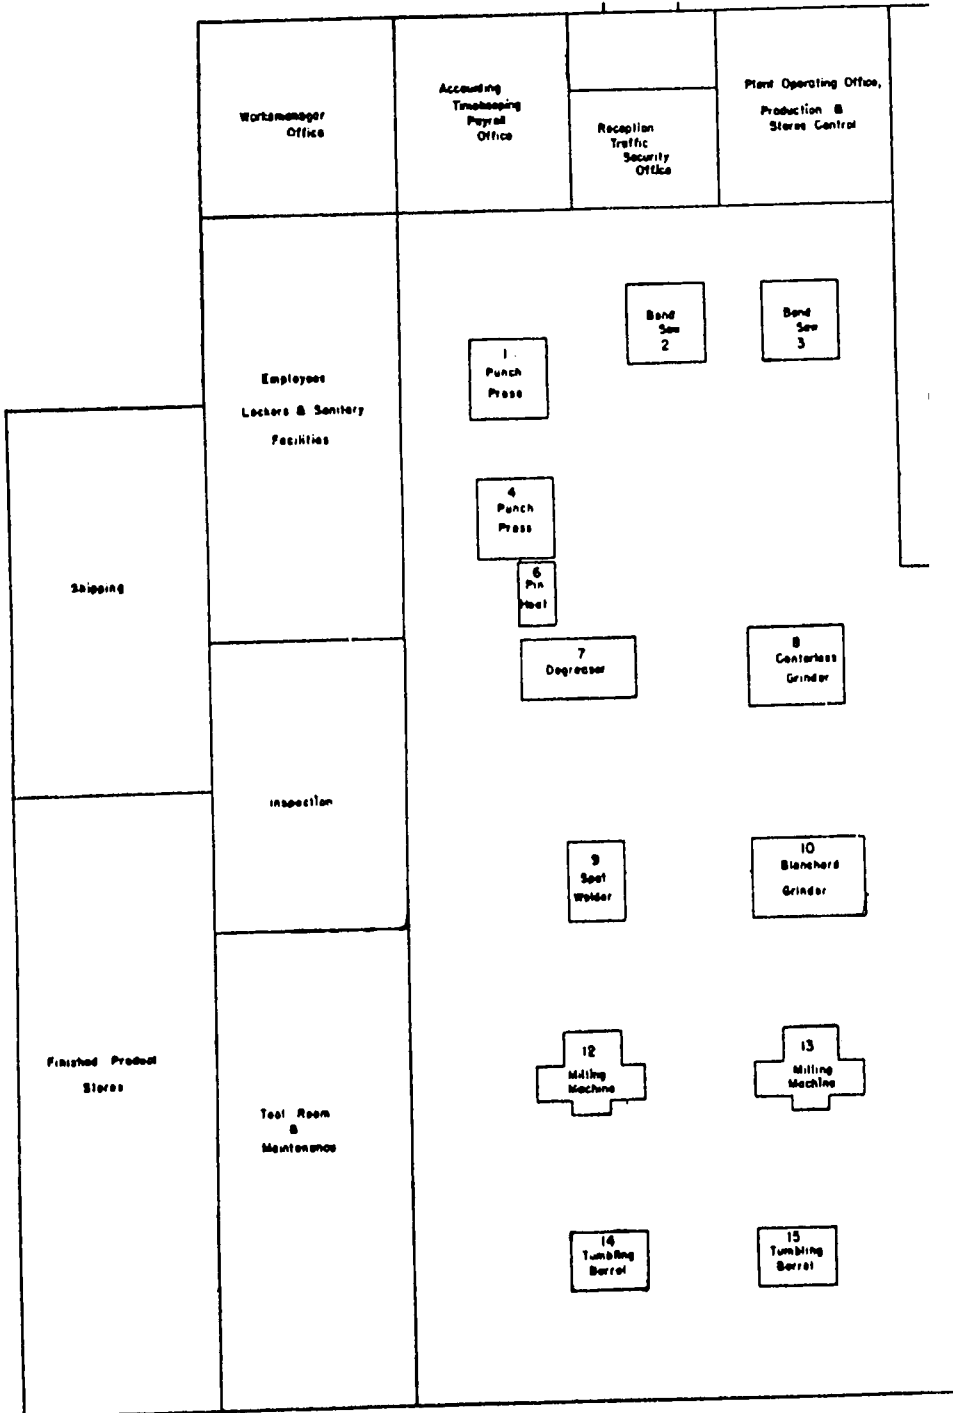 Worksmanager
Office
Accounting
Timekeeping
Payroll
Office
Reception
Traffic
Security
Office
Plant Operating Office,
Production &
Stores Control
Employees
Lockers & Sanitary
Facilities
1
Punch
Press
Band
Saw
2
Band
Saw
3
4
Punch
Press
6
Pin
Heat
7
Degreaser
8
Centerless
Grinder
Shipping
Inspection
9
Spot
Welder
10
Blanchard
Grinder
Finished Product
Stores
Tool Room
&
Maintenance
12
Milling
Machine
13
Milling
Machine
14
Tumbling
Barrel
15
Tumbling
Barrel